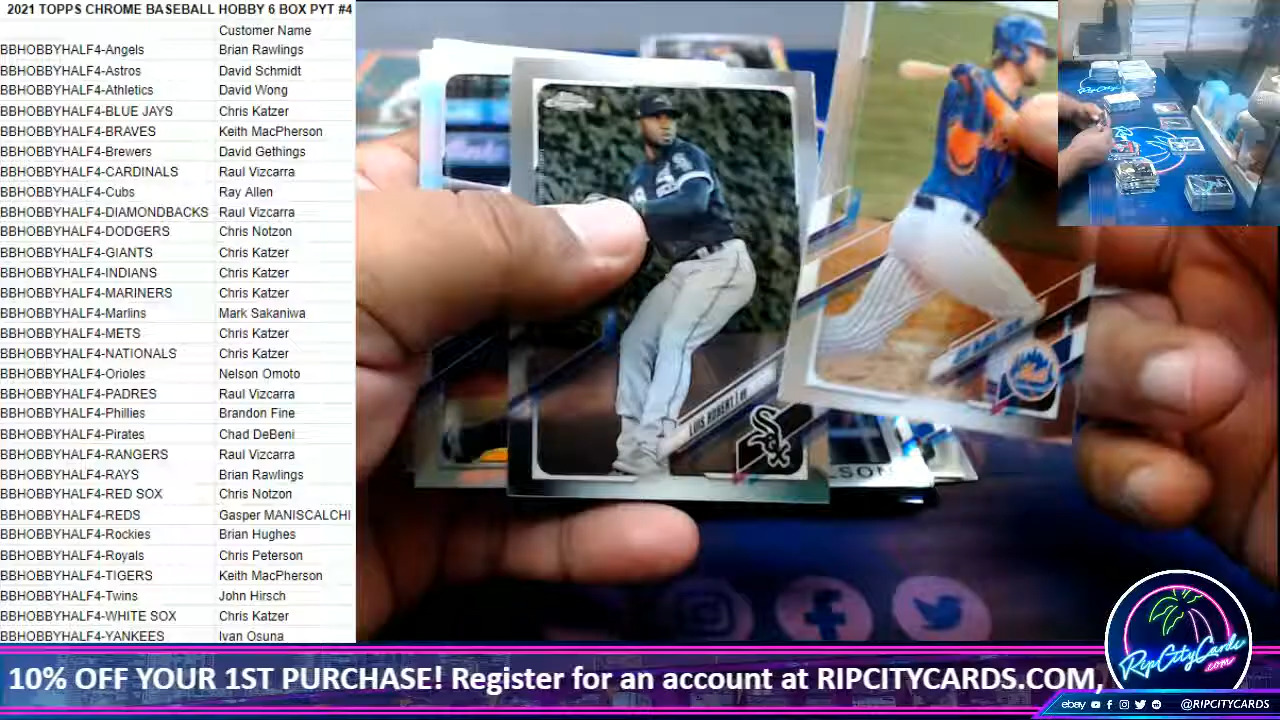 2021 TOPPS CHROME BASEBALL HOBBY 6 BOX PYT #4
Customer Name
BBHOBBYHALF4-Angels Brian Rawlings
BBHOBBYHALF4-Astros David Schmidt
BBHOBBYHALF4-Athletics David Wong
BBHOBBYHALF4-BLUE JAYS Chris Katzer
BBHOBBYHALF4-BRAVES Keith MacPherson
BBHOBBYHALF4-Brewers David Gethings
BBHOBBYHALF4-CARDINALS Raul Vizcarra
BBHOBBYHALF4-Cubs Ray Allen
BBHOBBYHALF4-DIAMONDBACKS Raul Vizcarra
BBHOBBYHALF4-DODGERS Chris Notzon
BBHOBBYHALF4-GIANTS Chris Katzer
BBHOBBYHALF4-INDIANS Chris Katzer
BBHOBBYHALF4-MARINERS Chris Katzer
BBHOBBYHALF4-Marlins Mark Sakaniwa
BBHOBBYHALF4-METS Chris Katzer
BBHOBBYHALF4-NATIONALS Chris Katzer
BBHOBBYHALF4-Orioles Nelson Omoto
BBHOBBYHALF4-PADRES Raul Vizcarra
BBHOBBYHALF4-Phillies Brandon Fine
BBHOBBYHALF4-Pirates Chad DeBeni
BBHOBBYHALF4-RANGERS Raul Vizcarra
BBHOBBYHALF4-RAYS Brian Rawlings
BBHOBBYHALF4-RED SOX Chris Notzon
BBHOBBYHALF4-REDS Gasper MANISCALCHI
BBHOBBYHALF4-Rockies Brian Hughes
BBHOBBYHALF4-Royals Chris Peterson
BBHOBBYHALF4-TIGERS Keith MacPherson
BBHOBBYHALF4-Twins John Hirsch
BBHOBBYHALF4-WHITE SOX Chris Katzer
BBHOBBYHALF4-YANKEES Ivan Osuna
Chrome
LUIS ROBERT
SOX
Mets
SON
10% OFF YOUR 1ST PURCHASE! Register for an account at RIPCITYCARDS.COM,
RipCityCards
.com
ebay @RIPCITYCARDS